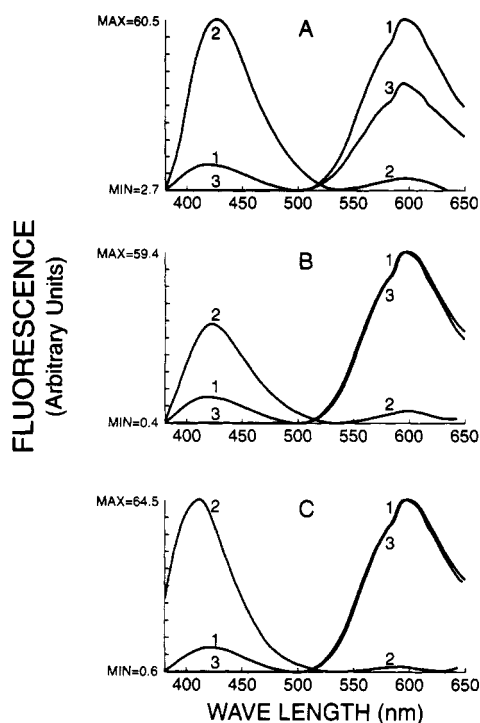 FLUORESCENCE
(Arbitrary Units)
A
MAX=60.5
MIN=2.7
2
1
3
1
3
2
400 450 500 550 600 650
B
MAX=59.4
MIN=0.4
2
1
3
1
3
2
400 450 500 550 600 650
C
MAX=64.5
MIN=0.6
2
1
3
1
3
2
400 450 500 550 600 650
WAVE LENGTH (nm)